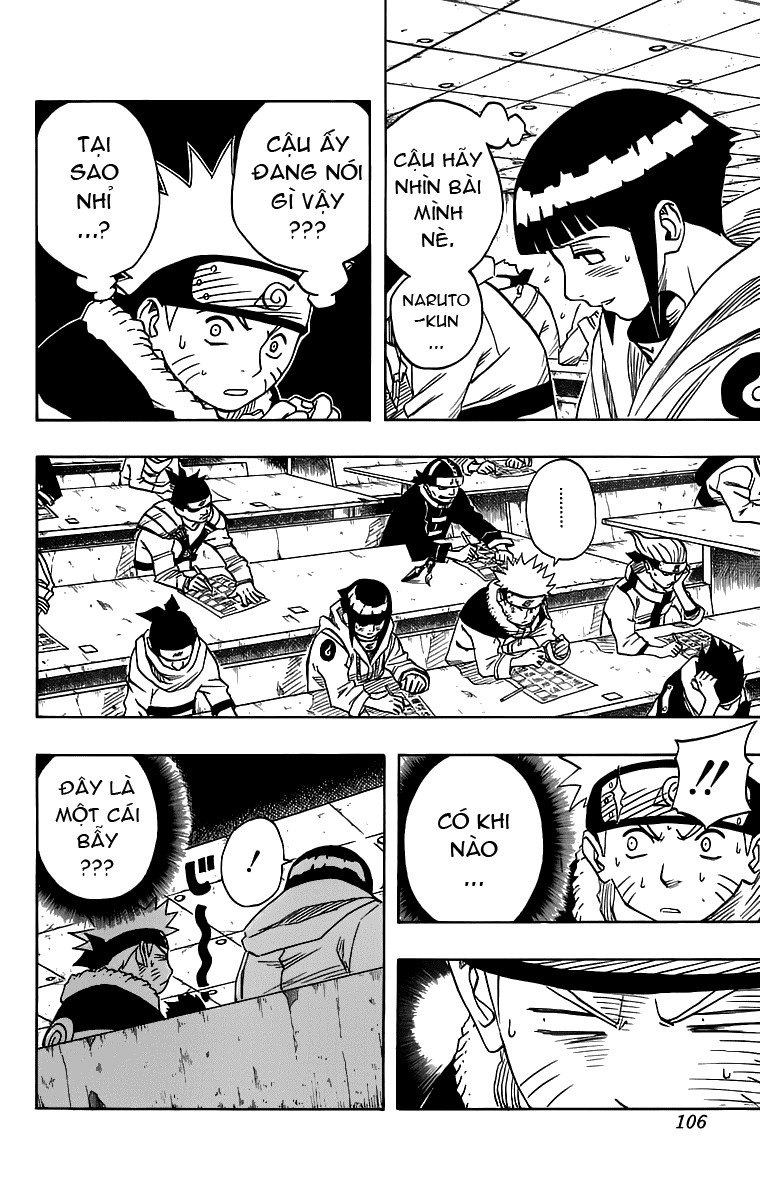 CẬU HÃY
NHÌN BÀI
MÌNH
NÈ.
NARUTO
-KUN
...
CẬU ẤY
ĐANG NÓI
GÌ VẬY
???
TẠI
SAO
NHỈ
...?
.........
!!
CÓ KHI
NÀO
...
!
ĐÂY LÀ
MỘT CÁI
BẪY
???
じ〜〜
106